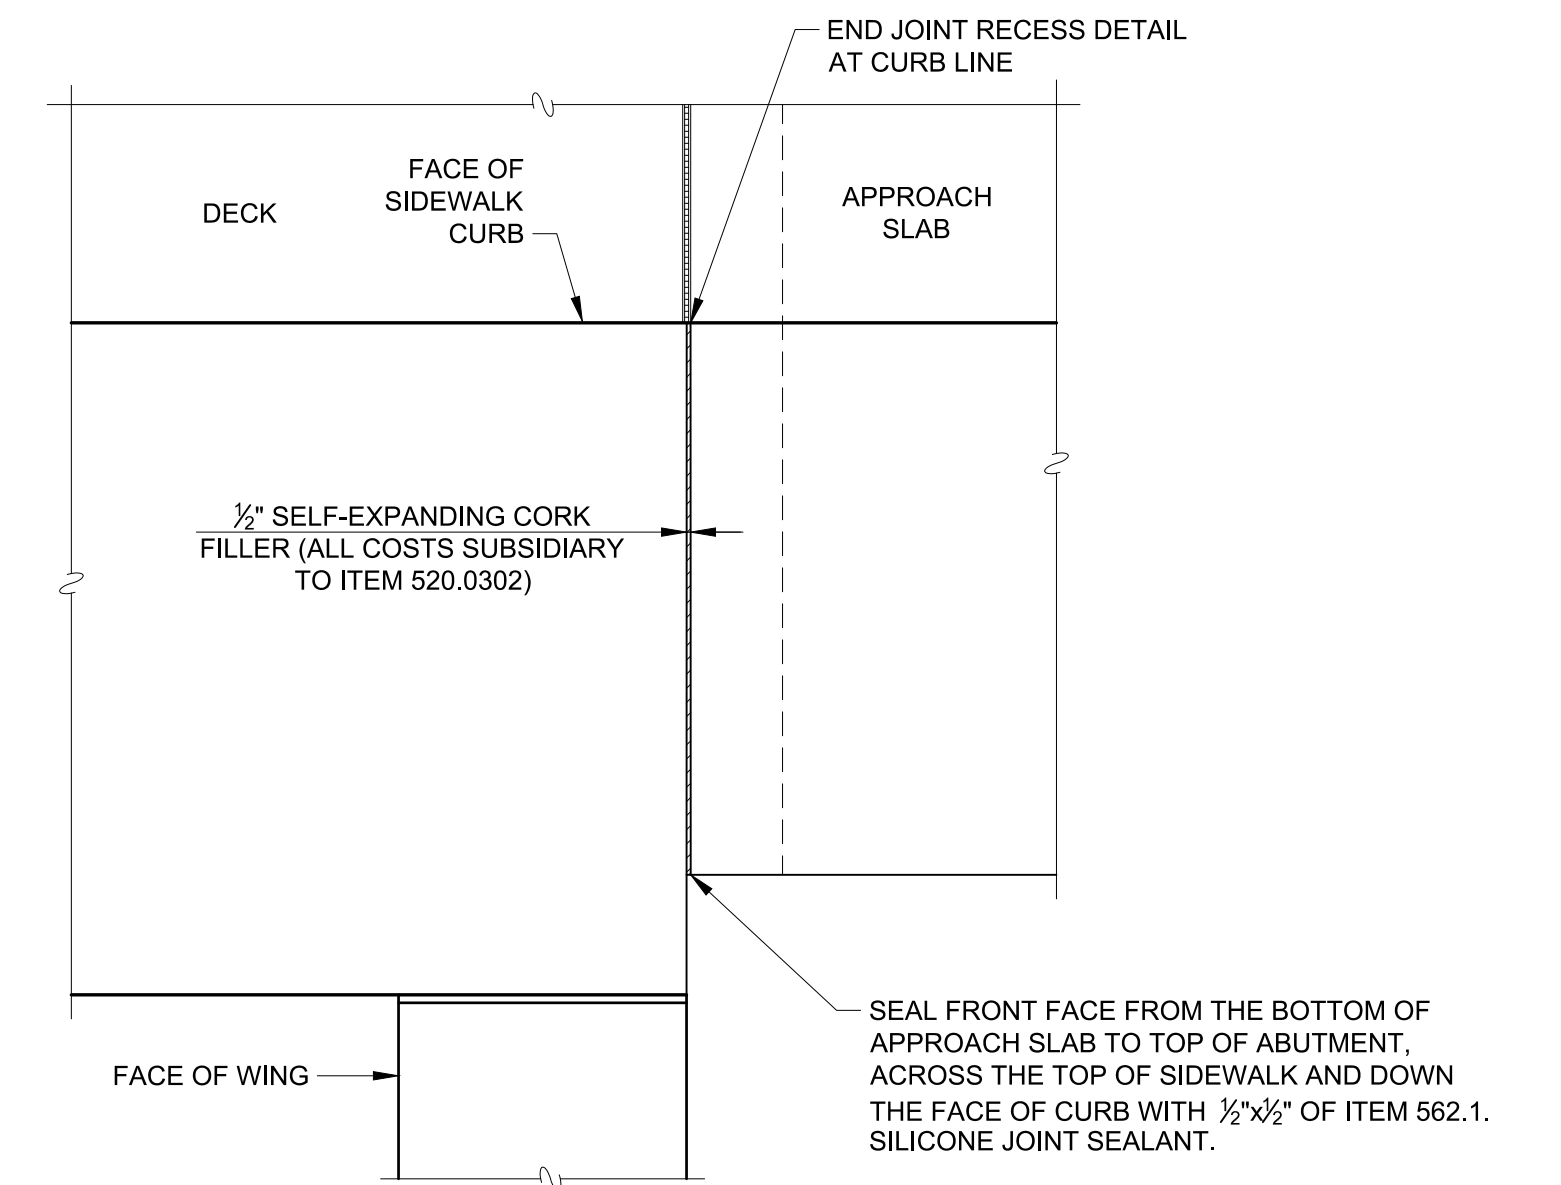 END JOINT RECESS DETAIL
AT CURB LINE
FACE OF
SIDEWALK
CURB
DECK
APPROACH
SLAB
½" SELF-EXPANDING CORK
FILLER (ALL COSTS SUBSIDIARY
TO ITEM 520.0302)
SEAL FRONT FACE FROM THE BOTTOM OF
APPROACH SLAB TO TOP OF ABUTMENT,
ACROSS THE TOP OF SIDEWALK AND DOWN
THE FACE OF CURB WITH ½"x½" OF ITEM 562.1.
SILICONE JOINT SEALANT.
FACE OF WING